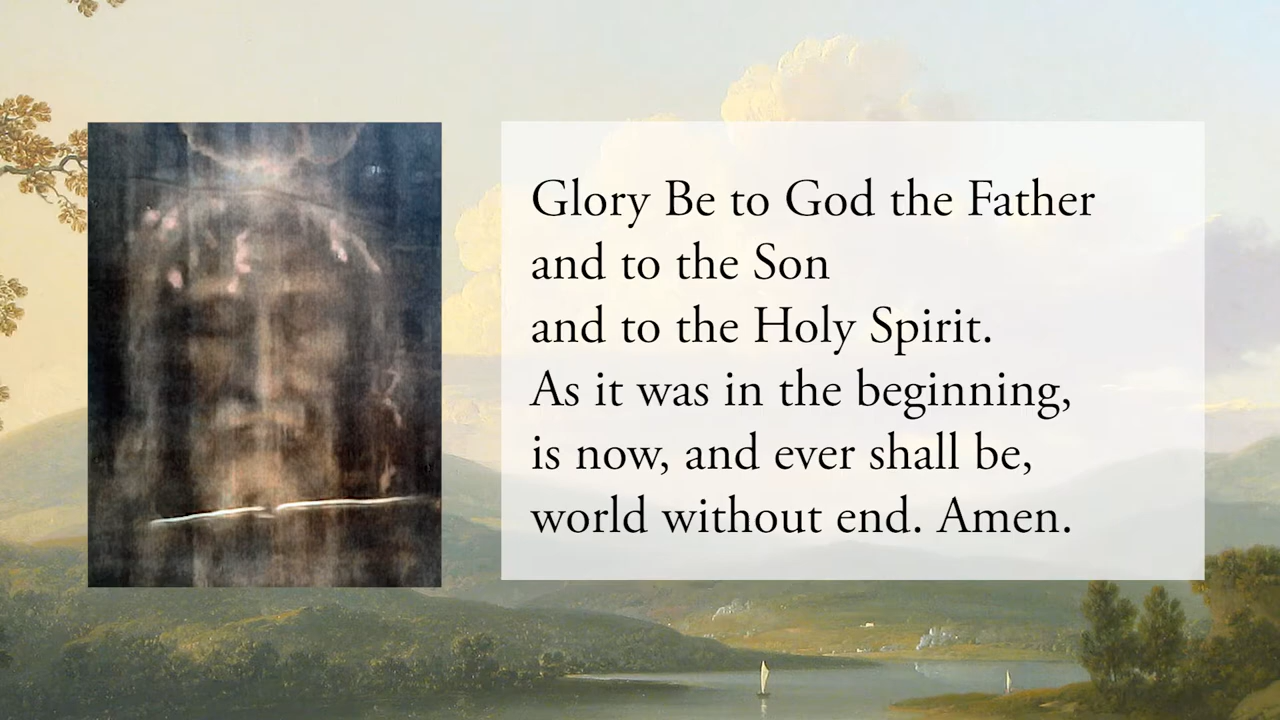 Glory Be to God the Father
and to the Son
and to the Holy Spirit.
As it was in the beginning,
is now, and ever shall be,
world without end. Amen.